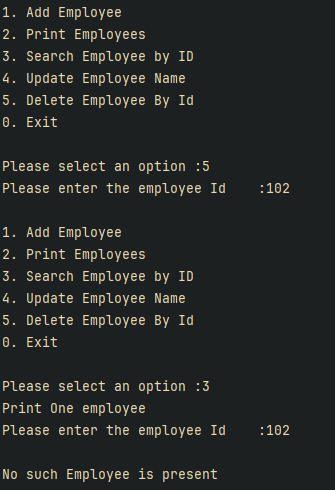 1. Add Employee
2. Print Employees
3. Search Employee by ID
4. Update Employee Name
5. Delete Employee By Id
0. Exit
Please select an option :5
Please enter the employee Id    :102
1. Add Employee
2. Print Employees
3. Search Employee by ID
4. Update Employee Name
5. Delete Employee By Id
0. Exit
Please select an option :3
Print One employee
Please enter the employee Id    :102
No such Employee is present